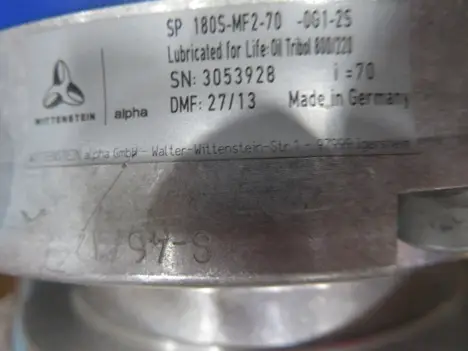 SP 180S-MF2-70 -0G1-2S
Lubricated for Life: Oil Tribol 800/220
SN: 3053928 i =70
WITTENSTEIN alpha DMF: 27/13 Made in Germany
WITTENSTEIN alpha GmbH - Walter-Wittenstein-Str.1 - 97999 Igersheim